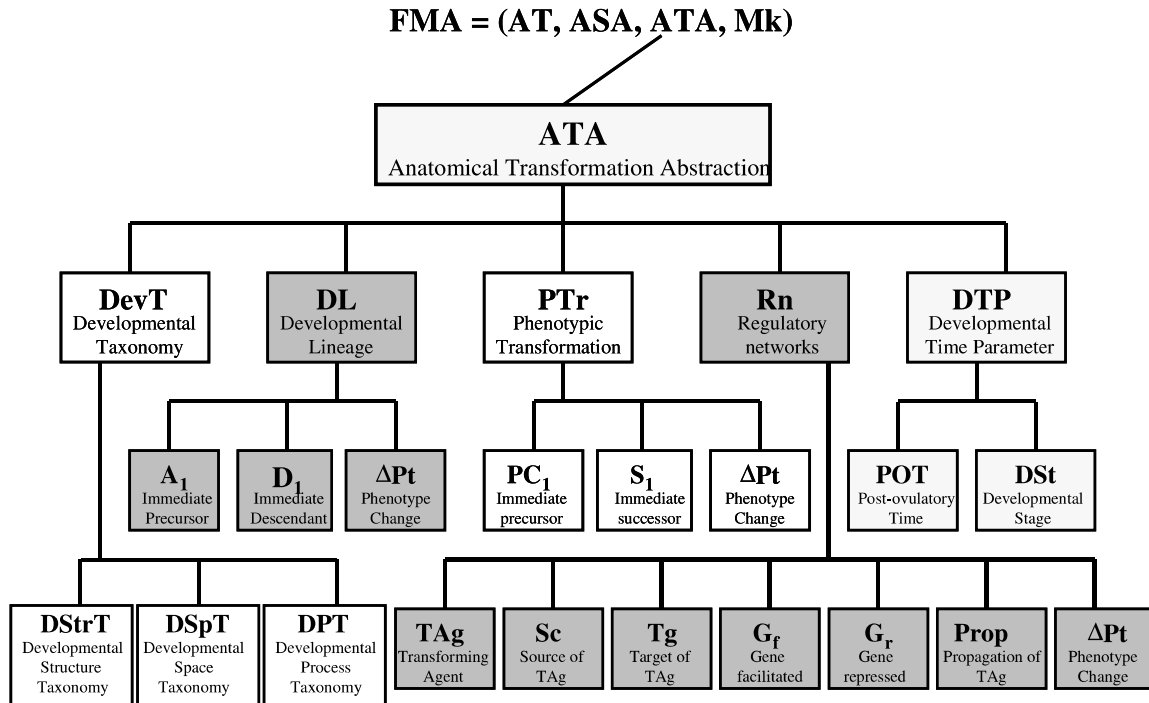 FMA = (AT, ASA, ATA, Mk)
ATA
Anatomical Transformation Abstraction
DevT
Developmental
Taxonomy
DL
Developmental
Lineage
PTr
Phenotypic
Transformation
Rn
Regulatory
networks
DTP
Developmental
Time Parameter
A1
Immediate
Precursor
D1
Immediate
Descendant
ΔPt
Phenotype
Change
PC1
Immediate
precursor
S1
Immediate
successor
ΔPt
Phenotype
Change
POT
Post-ovulatory
Time
DSt
Developmental
Stage
DStrT
Developmental
Structure
Taxonomy
DSpT
Developmental
Space
Taxonomy
DPT
Developmental
Process
Taxonomy
TAg
Transforming
Agent
Sc
Source of
TAg
Tg
Target of
TAg
Gf
Gene
facilitated
Gr
Gene
repressed
Prop
Propagation of
TAg
ΔPt
Phenotype
Change